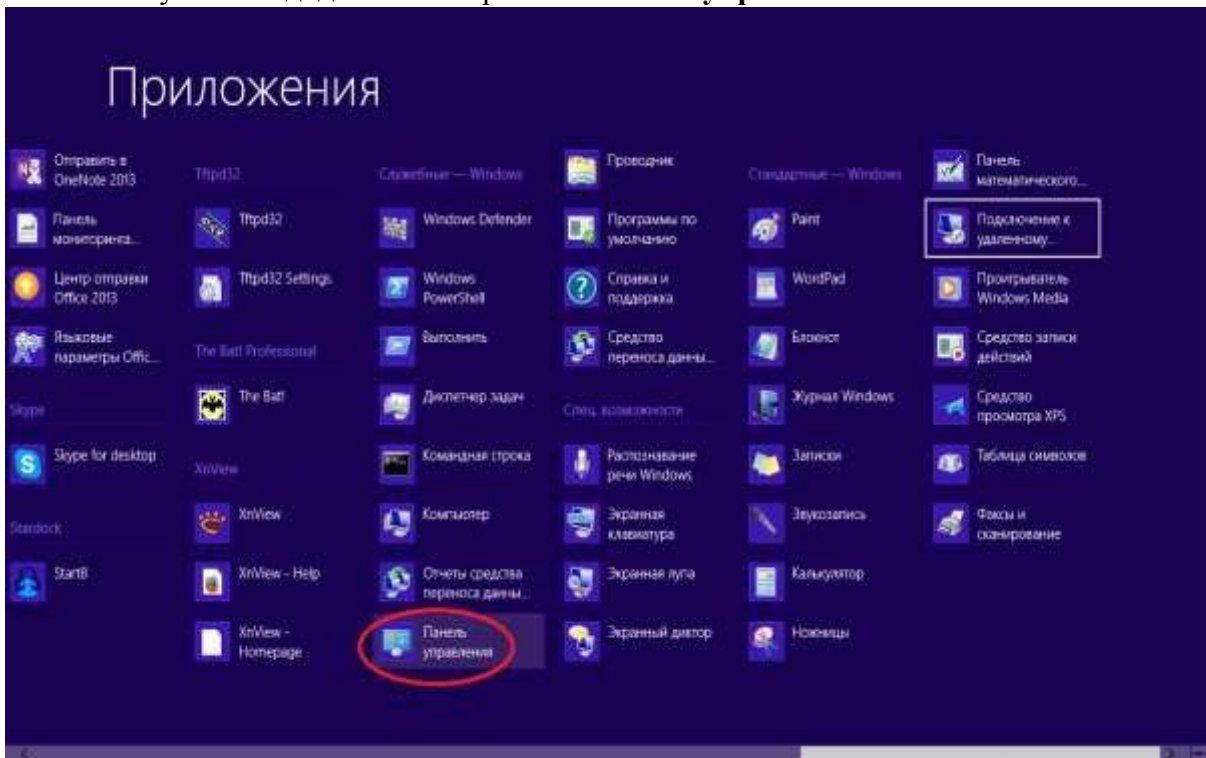 Приложения
Отправить в
OneNote 2013
Панель
мониторинга...
Центр отправки
Office 2013
Языковые
параметры Offic...
Skype
Skype for desktop
Stardock
Start8
Tftpd32
Tftpd32
Tftpd32 Settings
The Bat! Professional
The Bat!
XnView
XnView
XnView - Help
XnView -
Homepage
Служебные — Windows
Windows Defender
Windows
PowerShell
Выполнить
Диспетчер задач
Командная строка
Компьютер
Отчеты средства
переноса данны...
Панель
управления
Проводник
Программы по
умолчанию
Справка и
поддержка
Средство
переноса данны...
Спец. возможности
Распознавание
речи Windows
Экранная
клавиатура
Экранная лупа
Экранный диктор
Стандартные — Windows
Paint
WordPad
Блокнот
Журнал Windows
Записки
Звукозапись
Калькулятор
Ножницы
Панель
математического...
Подключение к
удаленному...
Проигрыватель
Windows Media
Средство записи
действий
Средство
просмотра XPS
Таблица символов
Факсы и
сканирование